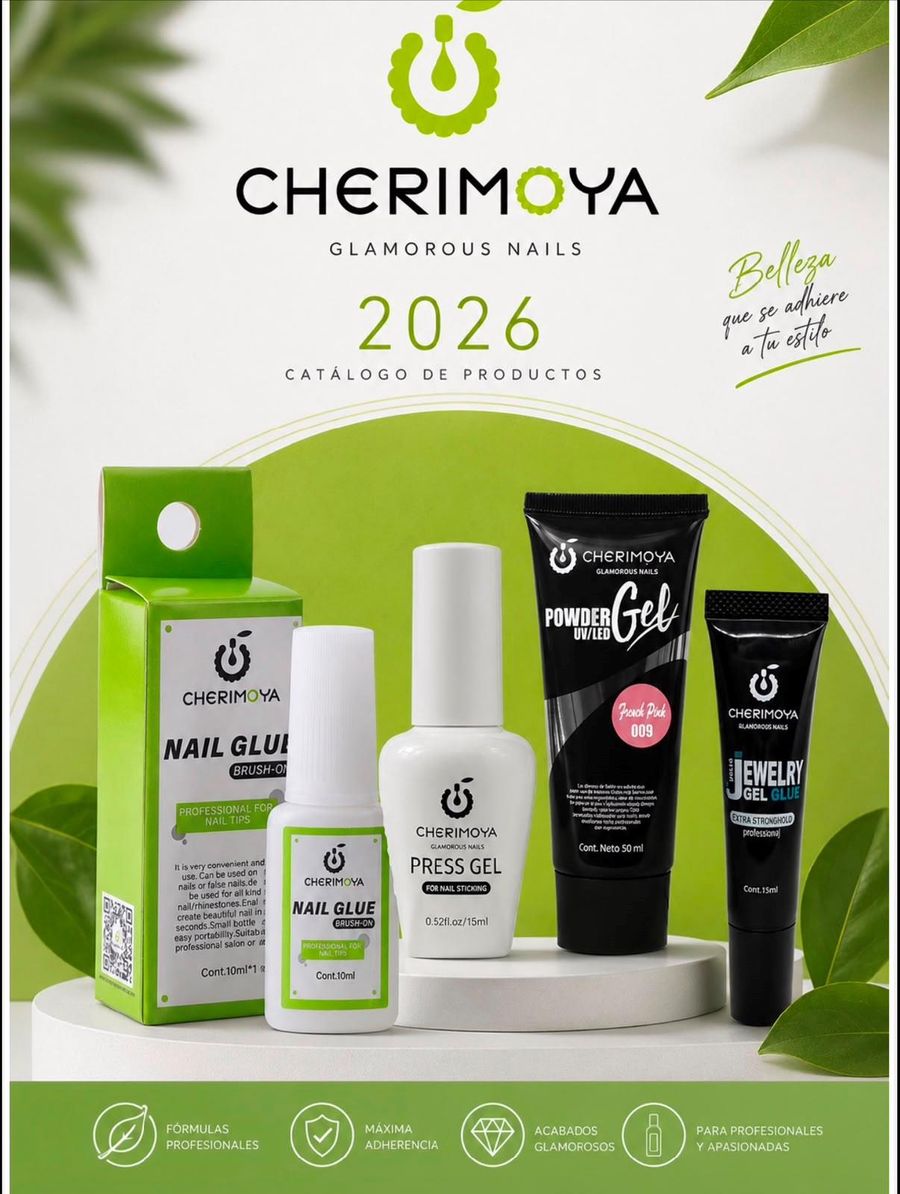 CHERIMOYA
GLAMOROUS NAILS
2026
CATÁLOGO DE PRODUCTOS
Belleza
que se adhiere
a tu estilo
CHERIMOYA
NAIL GLUE
BRUSH-ON
PROFESSIONAL FOR
NAIL TIPS
It is very convenient and
use. Can be used on
nails or false nails.de
be used for all kind
nail/rhinestones.Enal
create beautiful nail in
seconds.Small bottle
easy portability.Suitab
professional salon or
Cont.10ml*1
CHERIMOYA
NAIL GLUE
BRUSH-ON
PROFESSIONAL FOR
NAIL TIPS
Cont.10ml
CHERIMOYA
GLAMOROUS NAILS
PRESS GEL
FOR NAIL STICKING
0.52fl.oz/15ml
CHERIMOYA
GLAMOROUS NAILS
POWDER Gel
UV/LED
French Pink
009
Cont. Neto 50 ml
CHERIMOYA
GLAMOROUS NAILS
JEWELRY
GEL GLUE
EXTRA STRONGHOLD
professional
Cont.15ml
FÓRMULAS
PROFESIONALES
MÁXIMA
ADHERENCIA
ACABADOS
GLAMOROSOS
PARA PROFESIONALES
Y APASIONADAS